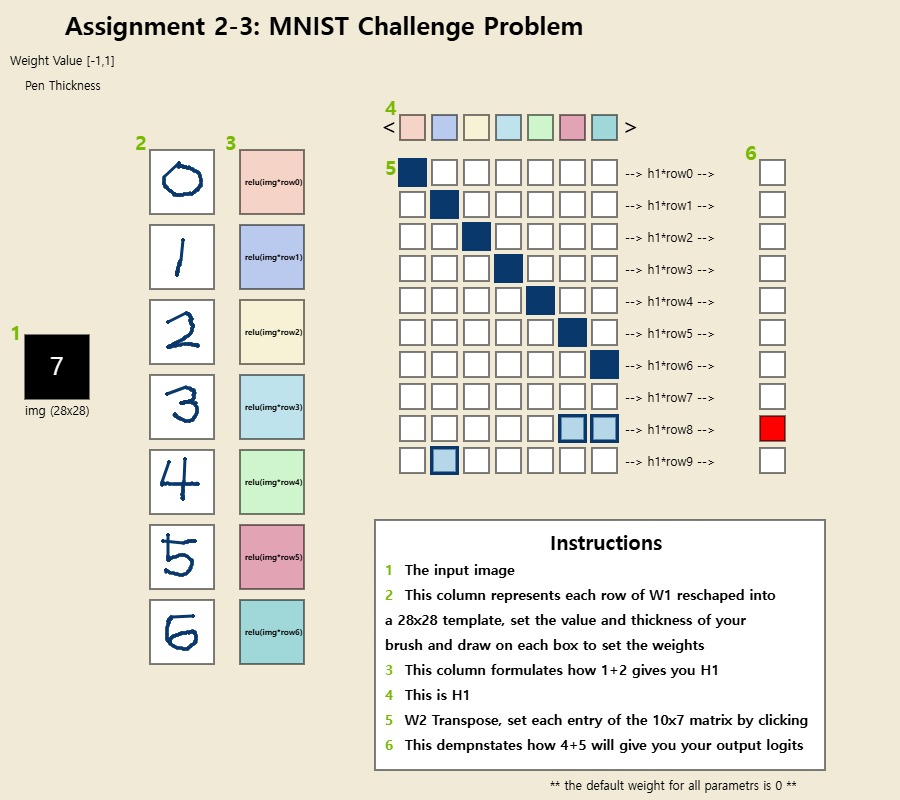 Assignment 2-3: MNIST Challenge Problem
Weight Value [-1,1]
Pen Thickness
4
< >
2 3
5
6
0
relu(img*row0)
--> h1*row0 -->
--> h1*row1 -->
1
relu(img*row1)
--> h1*row2 -->
--> h1*row3 -->
2
relu(img*row2)
--> h1*row4 -->
--> h1*row5 -->
1
7
img (28x28)
--> h1*row6 -->
3
relu(img*row3)
--> h1*row7 -->
--> h1*row8 -->
--> h1*row9 -->
4
relu(img*row4)
5
relu(img*row5)
6
relu(img*row6)
Instructions
1 The input image
2 This column represents each row of W1 reschaped into
a 28x28 template, set the value and thickness of your
brush and draw on each box to set the weights
3 This column formulates how 1+2 gives you H1
4 This is H1
5 W2 Transpose, set each entry of the 10x7 matrix by clicking
6 This dempnstates how 4+5 will give you your output logits
** the default weight for all parametrs is 0 **